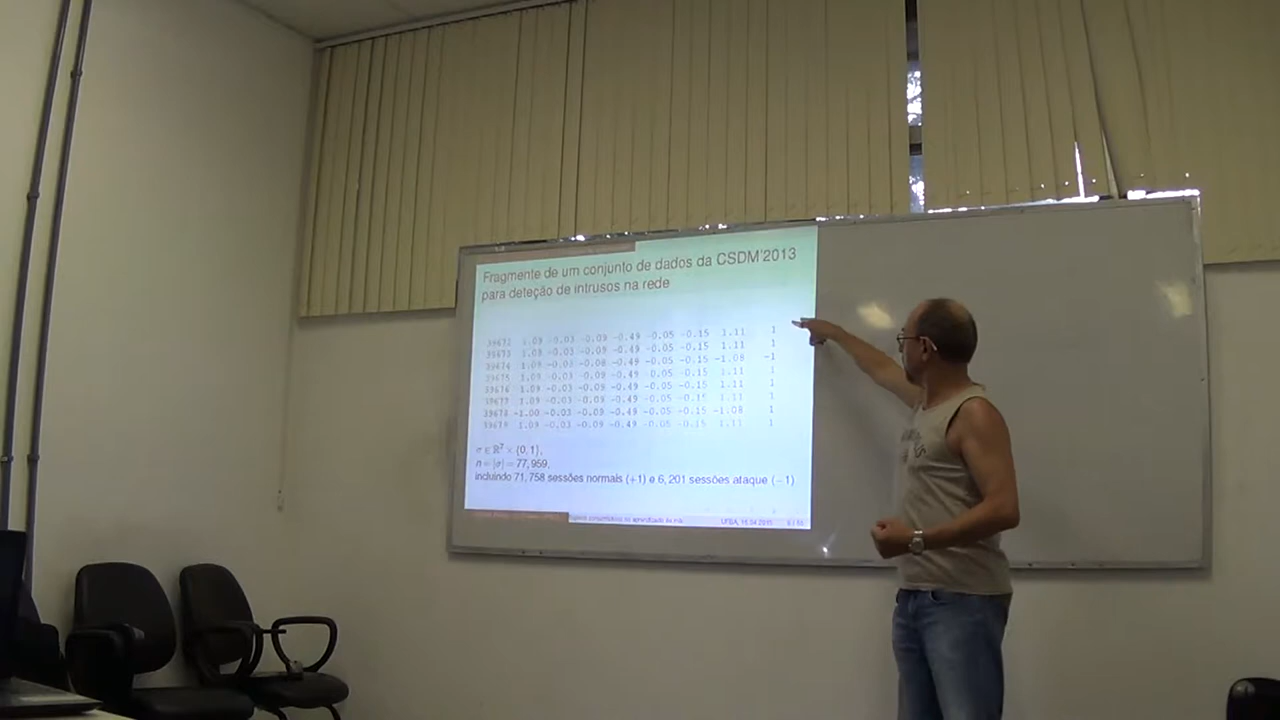 Fragmente de um conjunto de dados da CSDM'2013
para deteção de intrusos na rede
39672 1.09 -0.03 -0.09 -0.49 -0.05 -0.15 1.11 1
39673 1.09 -0.03 -0.09 -0.49 -0.05 -0.15 1.11 1
39674 1.09 -0.03 -0.08 -0.49 -0.05 -0.15 -1.08 -1
39675 1.09 -0.03 -0.09 -0.49 -0.05 -0.15 1.11 1
39676 1.09 -0.03 -0.09 -0.49 -0.05 -0.15 1.11 1
1.09 -0.03 -0.09 -0.49 -0.05 -0.15 1.11 1
39678 -1.00 -0.03 -0.09 -0.49 -0.05 -0.15 -1.08 1
39679 1.09 -0.03 -0.09 -0.49 -0.05 -0.15 1.11 1
σ ∈ ℝ⁷ × {0, 1},
n = |σ| = 77,959,
incluindo 71,758 sessões normais (+1) e 6,201 sessões ataque (−1)
UFBA,